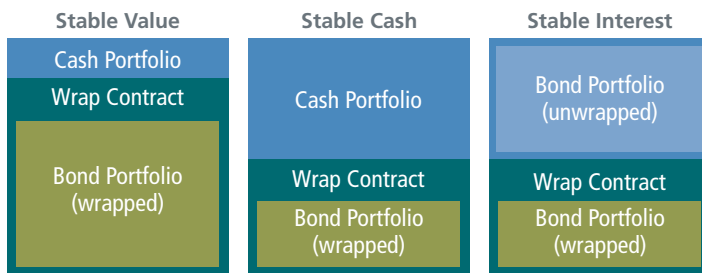 Stable Value
Cash Portfolio
Wrap Contract
Bond Portfolio
(wrapped)
Stable Cash
Cash Portfolio
Wrap Contract
Bond Portfolio
(wrapped)
Stable Interest
Bond Portfolio
(unwrapped)
Wrap Contract
Bond Portfolio
(wrapped)